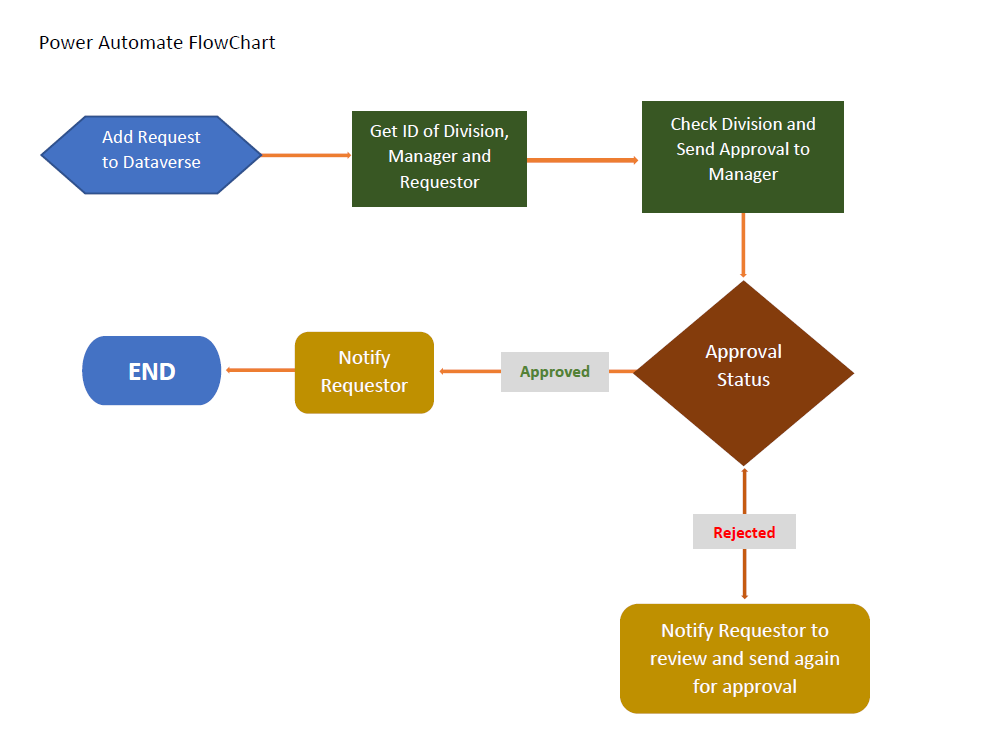 Power Automate FlowChart
Add Request
to Dataverse
Get ID of Division,
Manager and
Requestor
Check Division and
Send Approval to
Manager
Approval
Status
Approved
Notify
Requestor
END
Rejected
Notify Requestor to
review and send again
for approval